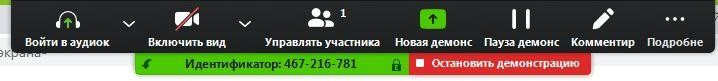 1
Войти в аудиок Включить вид Управлять участника Новая демонс Пауза демонс Комментир Подробне
экрана-
Идентификатор: 467-216-781 Остановить демонстрацию